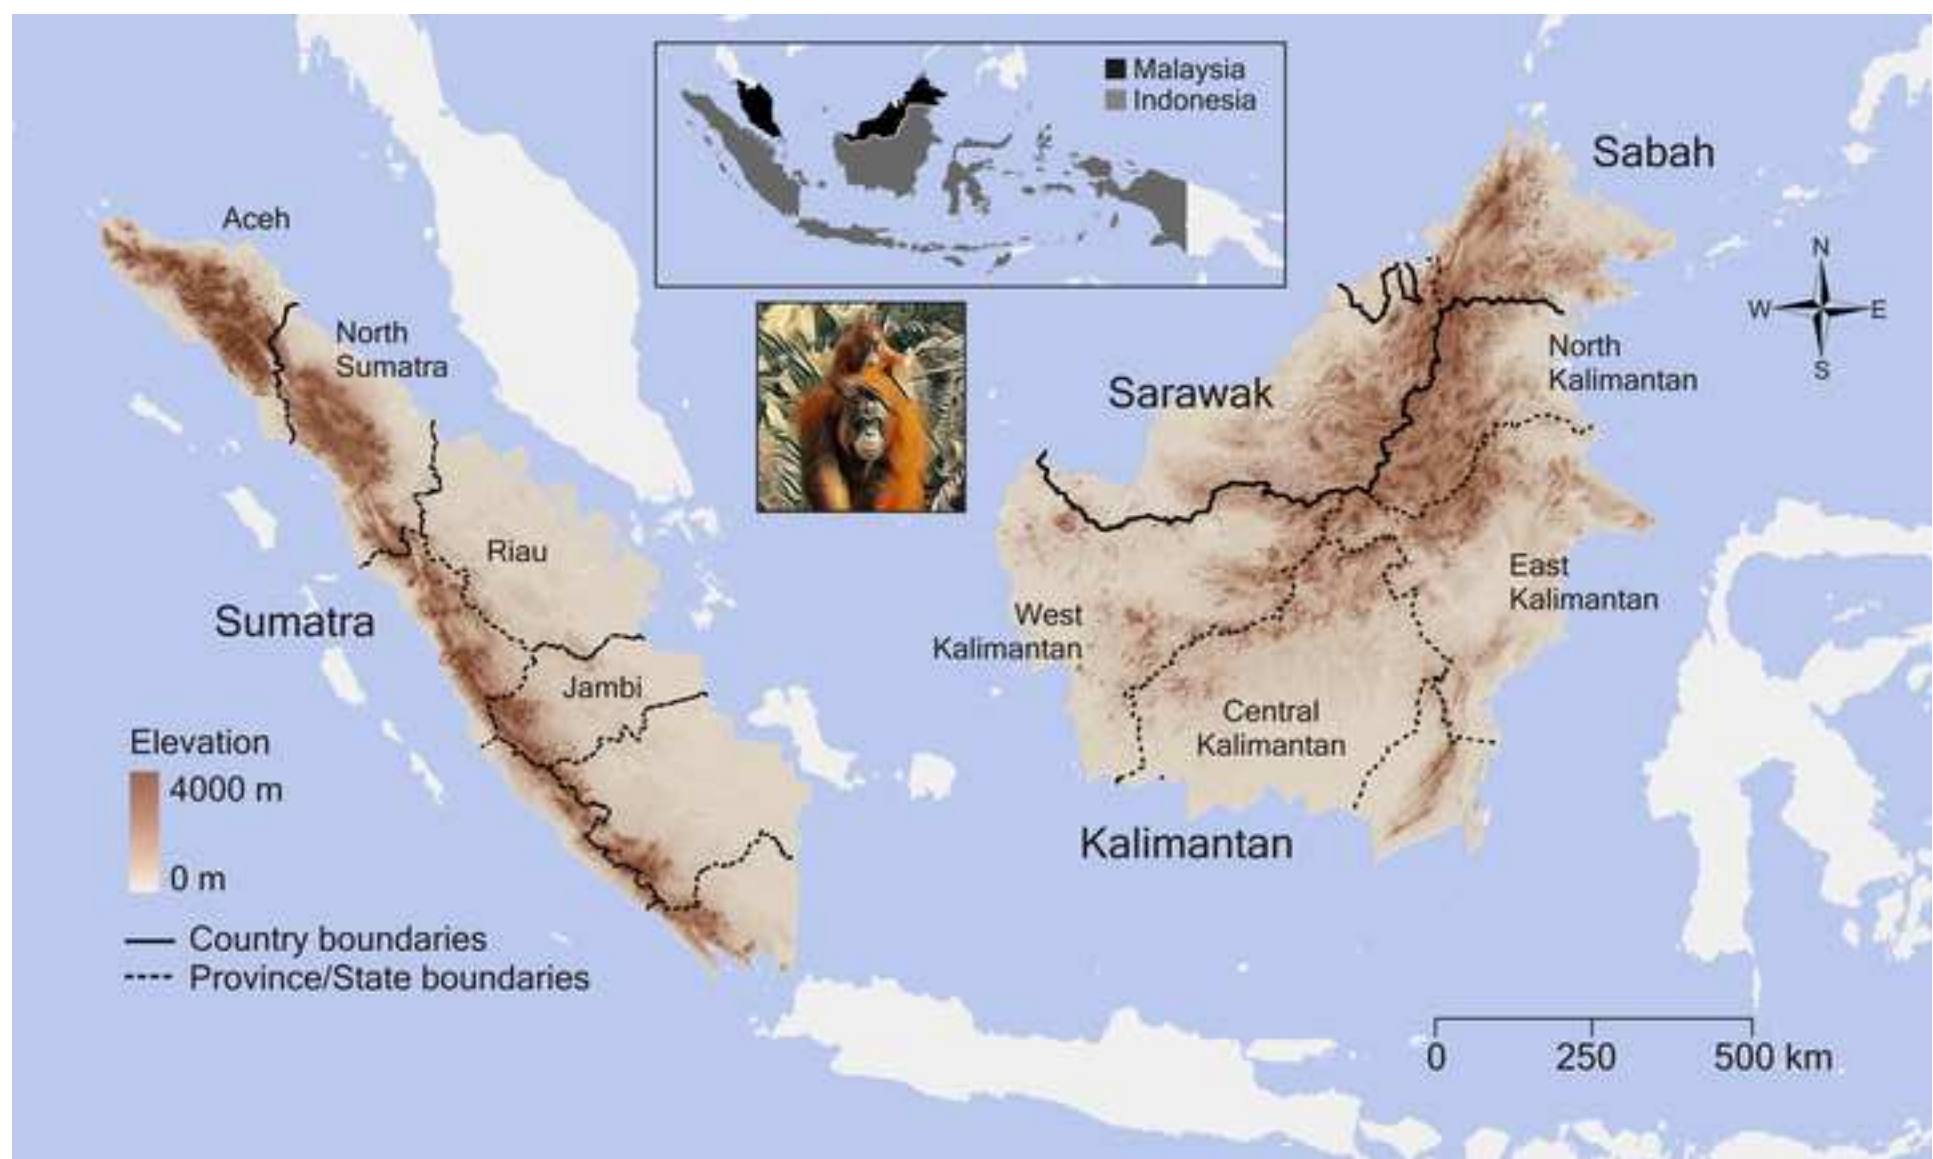 Malaysia
Indonesia
Sabah
Aceh
N
W
E
S
North
Sumatra
North
Kalimantan
Sarawak
Riau
East
Kalimantan
Sumatra
West
Kalimantan
Jambi
Central
Kalimantan
Elevation
4000 m
0 m
Kalimantan
Country boundaries
Province/State boundaries
0
250
500 km